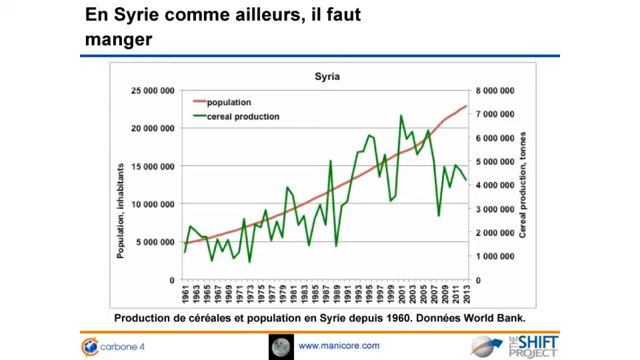 En Syrie comme ailleurs, il faut
manger
Syria
25 000 000
20 000 000
15 000 000
10 000 000
5 000 000
0
Population, inhabitants
population
cereal production
8 000 000
7 000 000
6 000 000
5 000 000
4 000 000
3 000 000
2 000 000
1 000 000
0
Cereal production, tonnes
1961
1963
1965
1967
1969
1971
1973
1975
1977
1979
1981
1983
1985
1987
1989
1991
1993
1995
1997
1999
2001
2003
2005
2007
2009
2011
2013
Production de céréales et population en Syrie depuis 1960. Données World Bank.
carbone 4
www.manicore.com
THE SHIFT
PROJECT